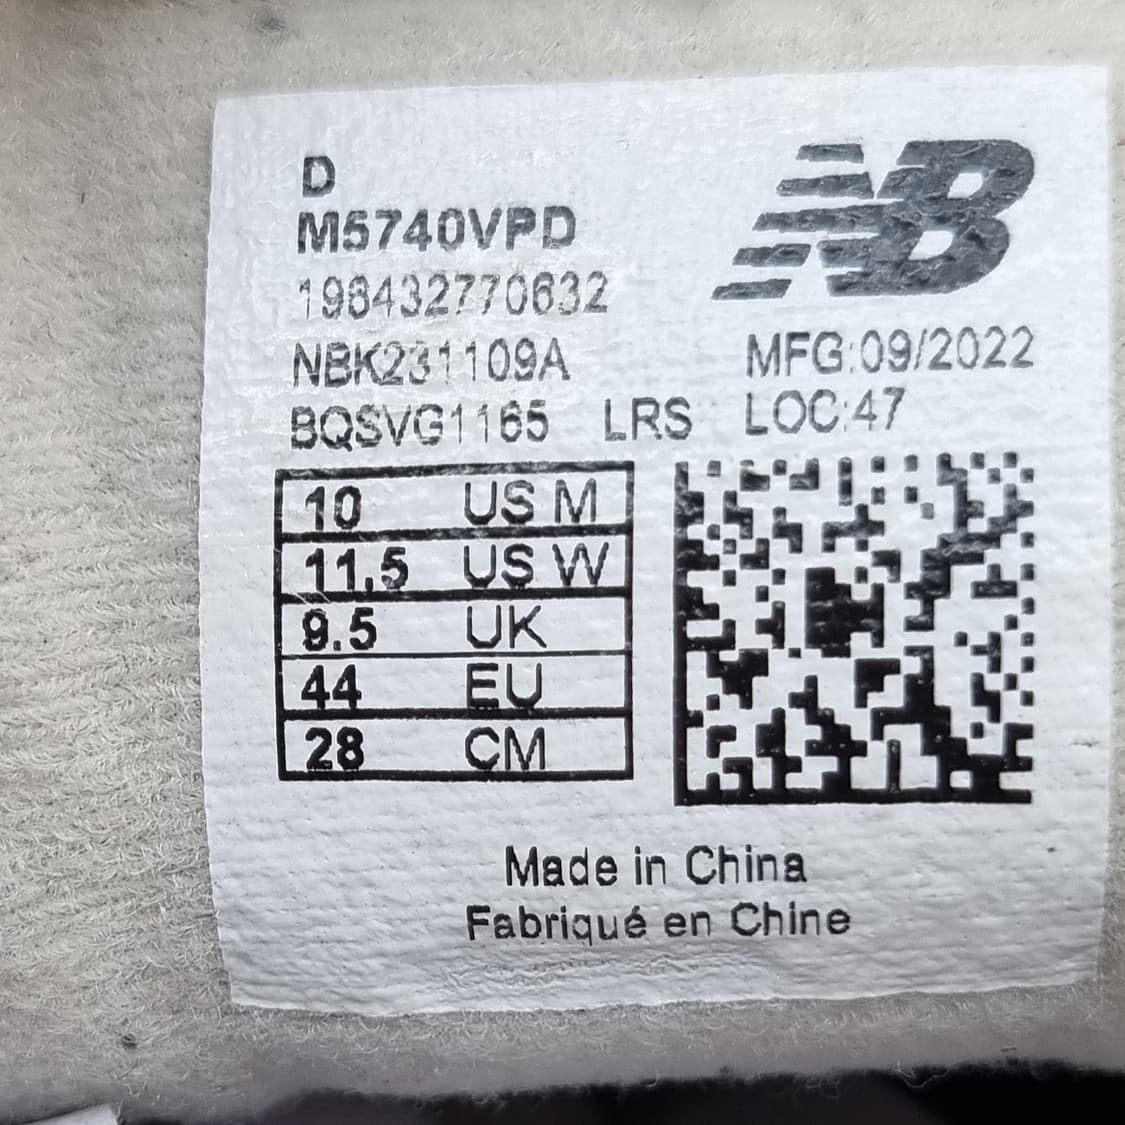 D
M5740VPD
198432770632
NBK231109A
BQSVG1165 LRS
NB
MFG:09/2022
LOC:47
10 US M
11.5 US W
9.5 UK
44 EU
28 CM
Made in China
Fabriqué en Chine